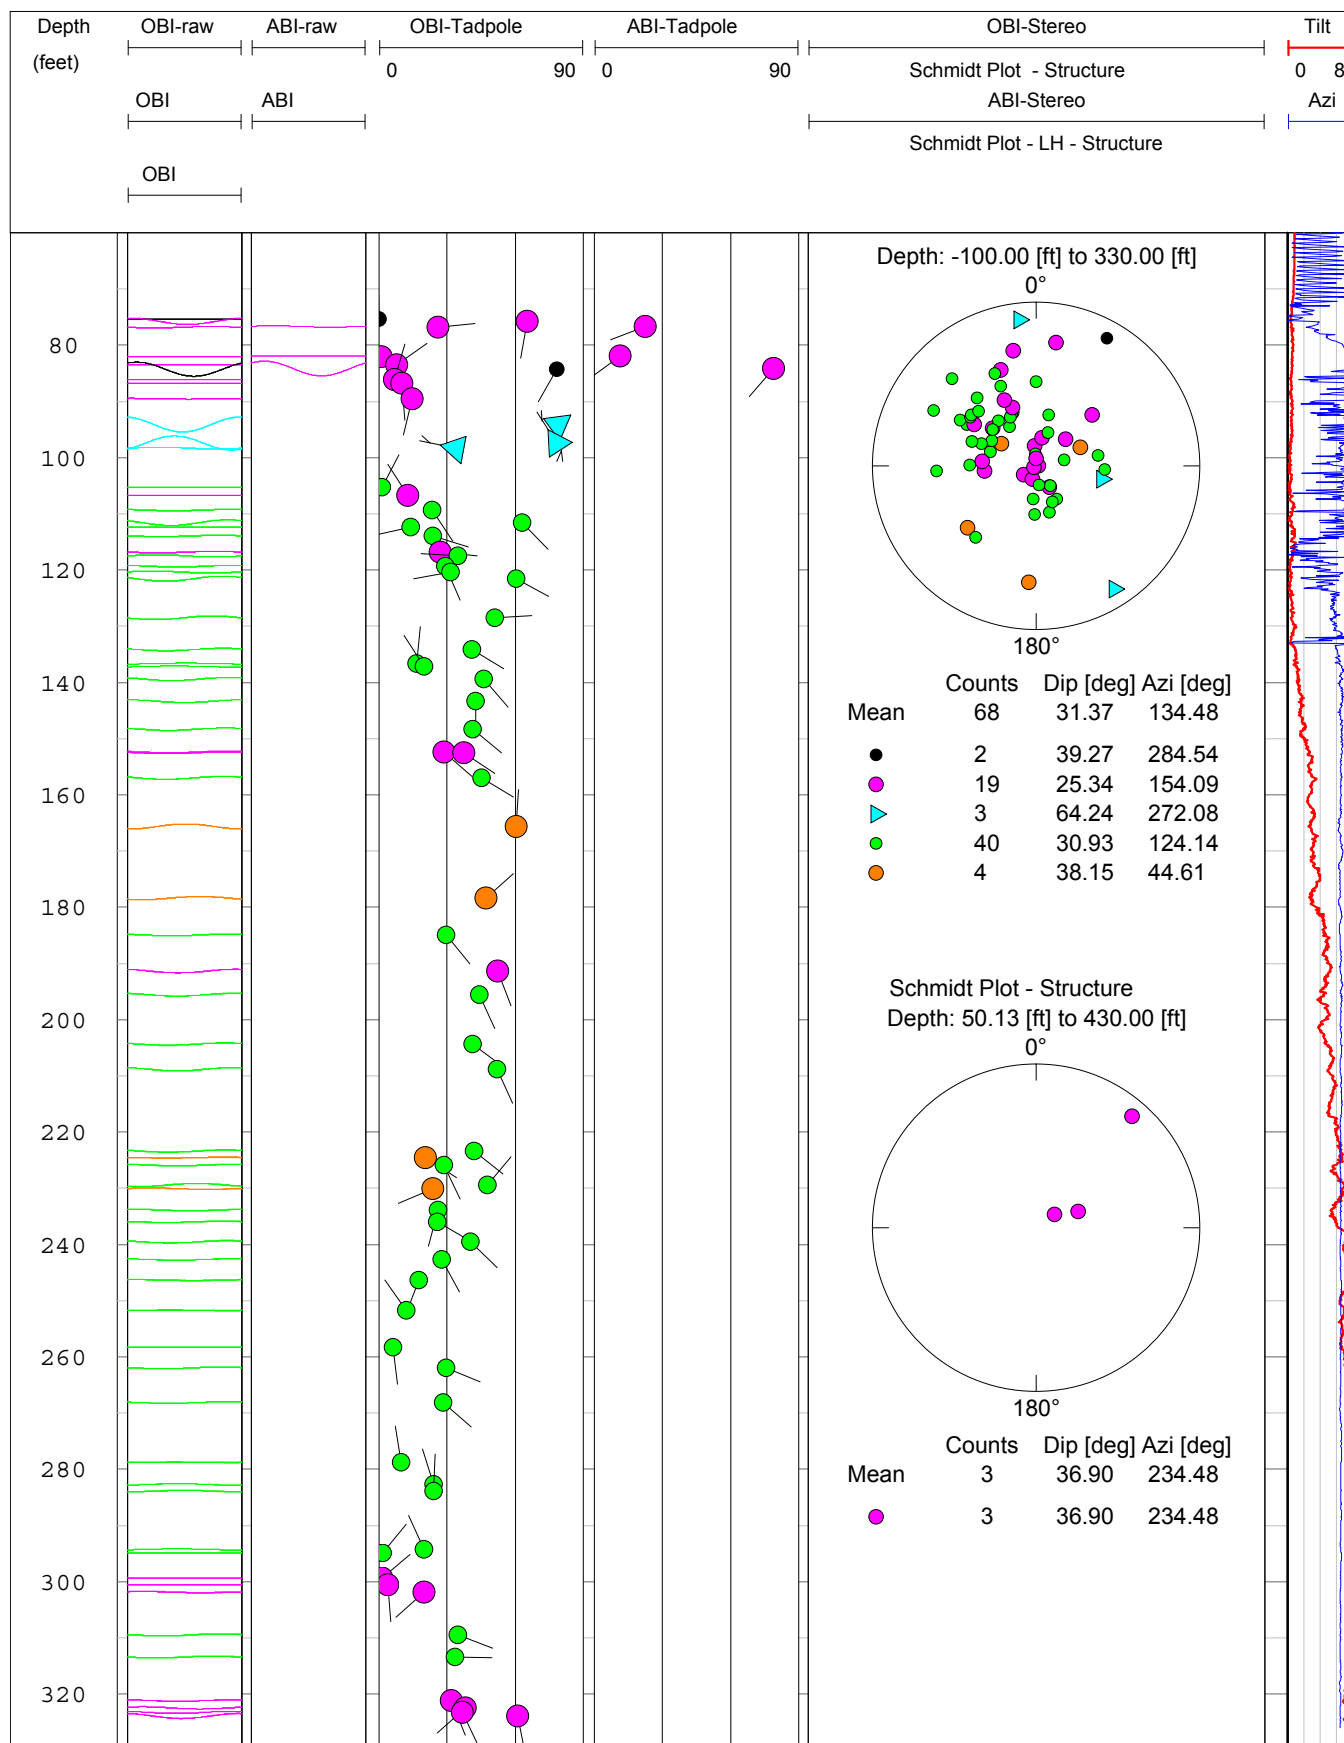 Depth OBI-raw ABI-raw OBI-Tadpole ABI-Tadpole OBI-Stereo Tilt
(feet) 0 90 0 90 Schmidt Plot - Structure 0 8
OBI ABI ABI-Stereo Azi
Schmidt Plot - LH - Structure
OBI
Depth: -100.00 [ft] to 330.00 [ft]
0°
80
100
120
180°
Counts Dip [deg] Azi [deg]
140
Mean 68 31.37 134.48
2 39.27 284.54
19 25.34 154.09
160
3 64.24 272.08
40 30.93 124.14
4 38.15 44.61
180
Schmidt Plot - Structure
200
Depth: 50.13 [ft] to 430.00 [ft]
0°
220
240
260
180°
Counts Dip [deg] Azi [deg]
280
Mean 3 36.90 234.48
3 36.90 234.48
300
320